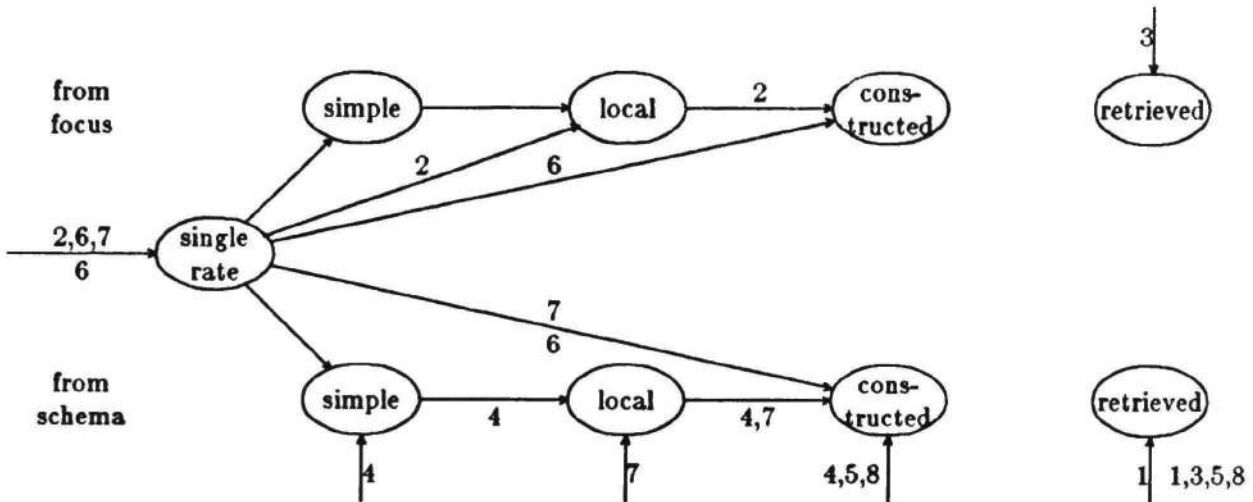 3
from
focus
simple
local
2
cons-
tructed
retrieved
2
6
2,6,7
6
single
rate
7
6
from
schema
simple
4
local
4,7
cons-
tructed
retrieved
4
7
4,5,8
1
1,3,5,8